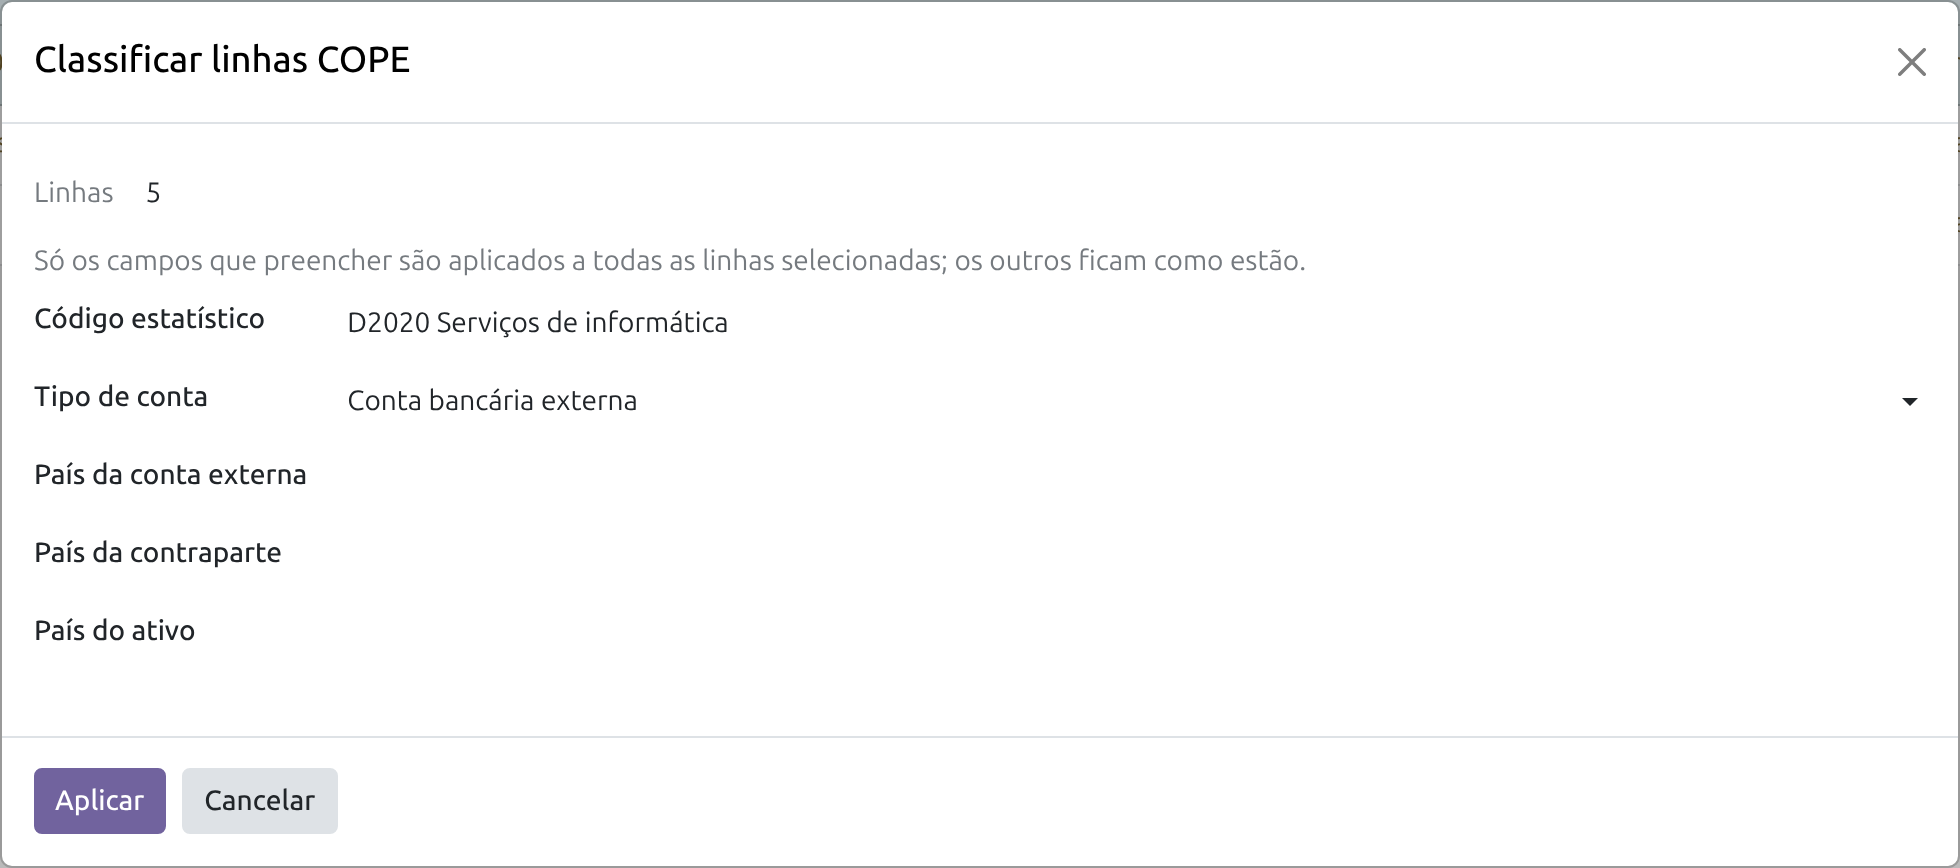 Classificar linhas COPE
Linhas 5
Só os campos que preencher são aplicados a todas as linhas selecionadas; os outros ficam como estão.
Código estatístico D2020 Serviços de informática
Tipo de conta Conta bancária externa
País da conta externa
País da contraparte
País do ativo
Aplicar Cancelar